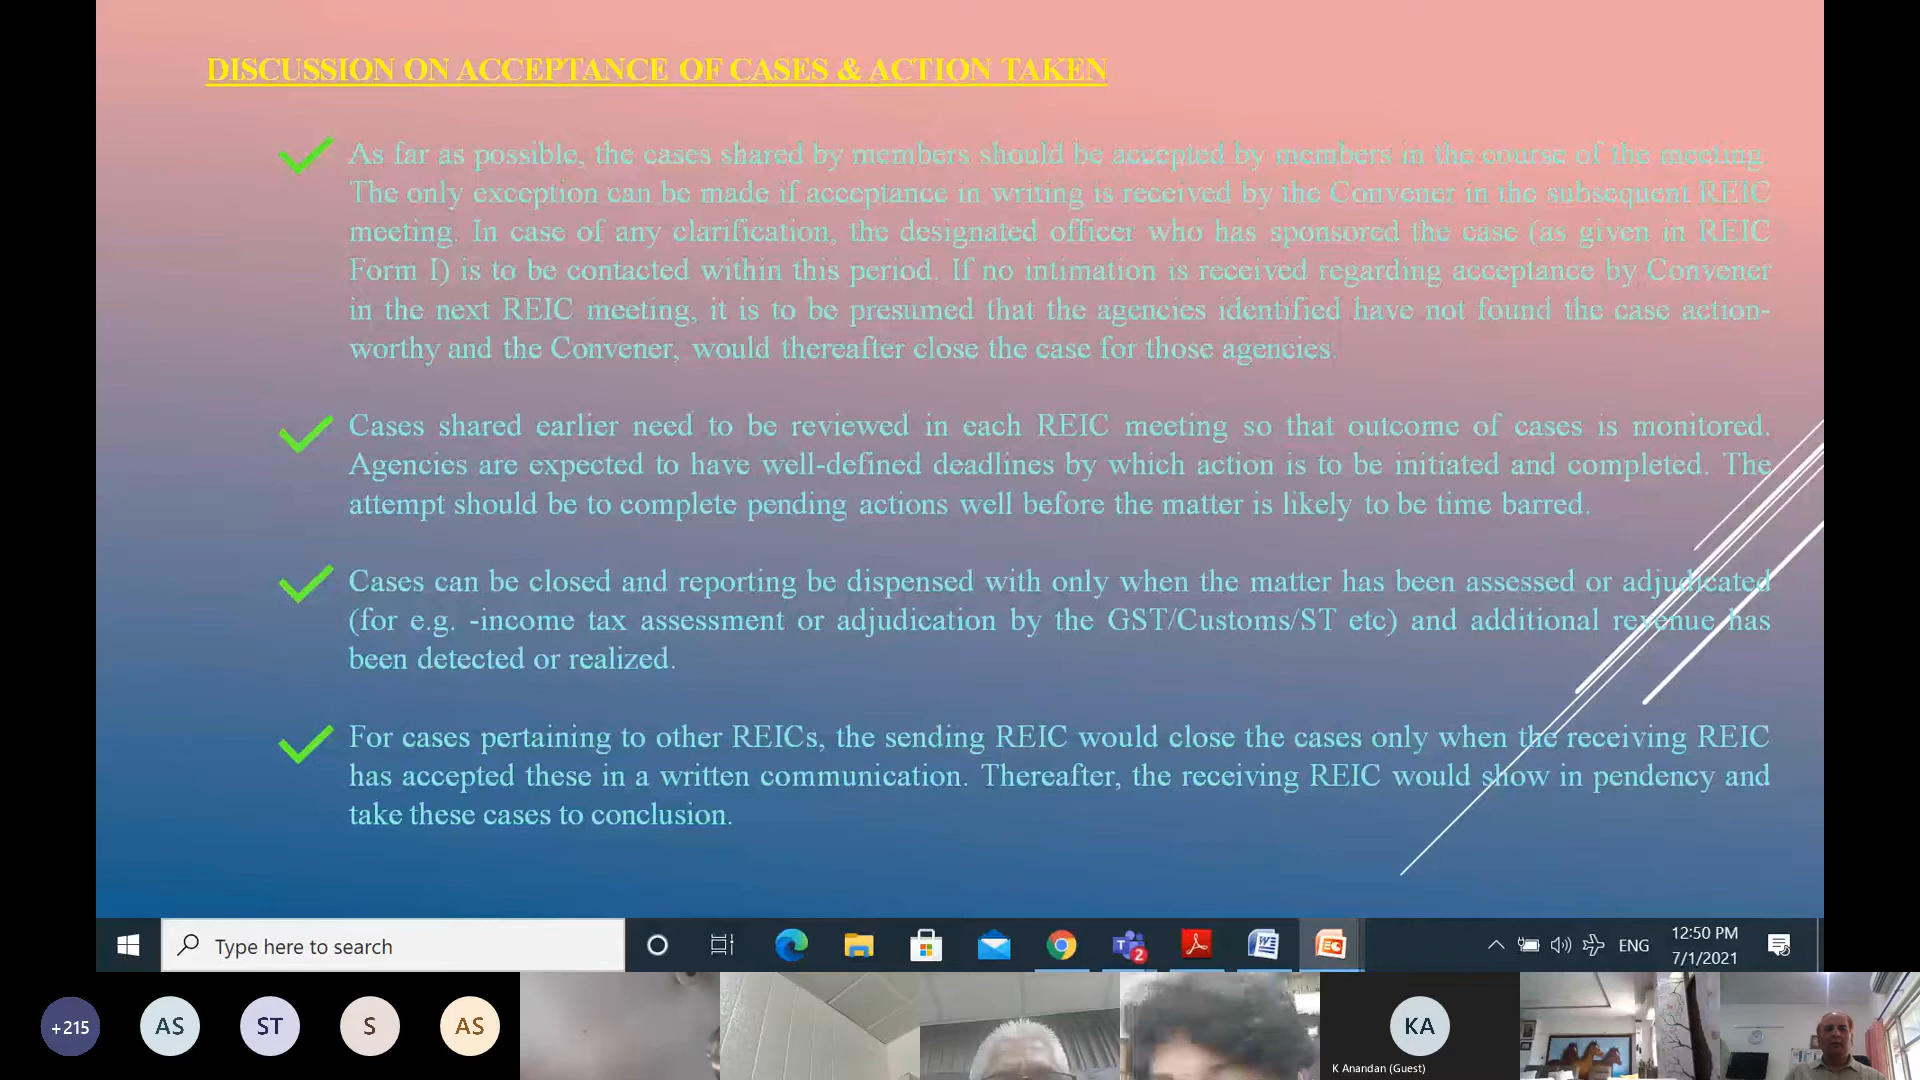 DISCUSSION ON ACCEPTANCE OF CASES & ACTION TAKEN
As far as possible, the cases shared by members should be accepted by members in the course of the meeting.
The only exception can be made if acceptance in writing is received by the Convener in the subsequent REIC
meeting. In case of any clarification, the designated officer who has sponsored the case (as given in REIC
Form I) is to be contacted within this period. If no intimation is received regarding acceptance by Convener
in the next REIC meeting, it is to be presumed that the agencies identified have not found the case action-
worthy and the Convener, would thereafter close the case for those agencies.
Cases shared earlier need to be reviewed in each REIC meeting so that outcome of cases is monitored.
Agencies are expected to have well-defined deadlines by which action is to be initiated and completed. The
attempt should be to complete pending actions well before the matter is likely to be time barred.
Cases can be closed and reporting be dispensed with only when the matter has been assessed or adjudicated
(for e.g. -income tax assessment or adjudication by the GST/Customs/ST etc) and additional revenue has
been detected or realized.
For cases pertaining to other REICs, the sending REIC would close the cases only when the receiving REIC
has accepted these in a written communication. Thereafter, the receiving REIC would show in pendency and
take these cases to conclusion.
Type here to search
2
ENG
12:50 PM
7/1/2021
+215
AS
ST
S
AS
KA
K Anandan (Guest)